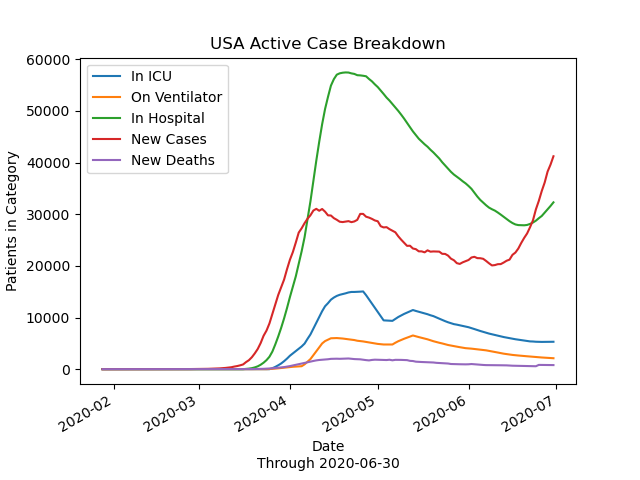 USA Active Case Breakdown
In ICU
On Ventilator
In Hospital
New Cases
New Deaths
Patients in Category
60000
50000
40000
30000
20000
10000
0
2020-02
2020-03
2020-04
2020-05
2020-06
2020-07
Date
Through 2020-06-30